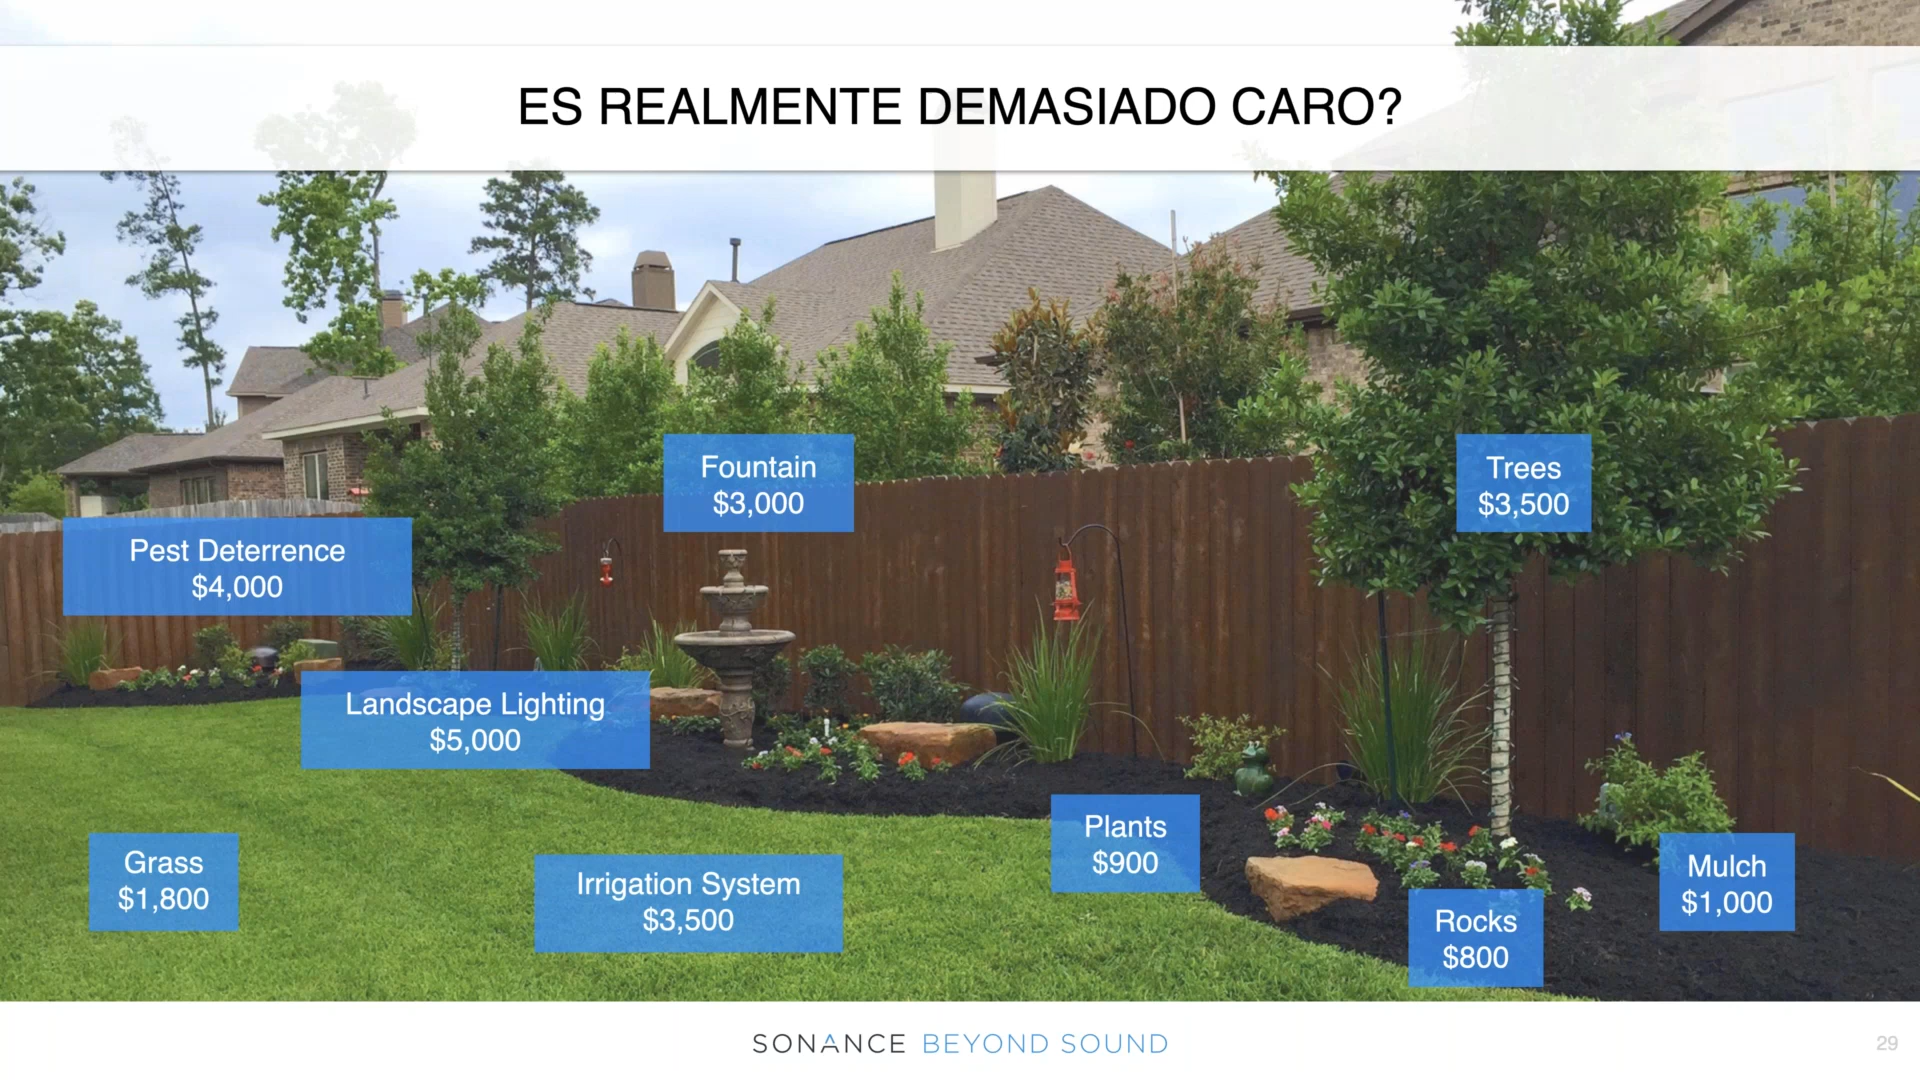 ES REALMENTE DEMASIADO CARO?
Fountain
$3,000
Trees
$3,500
Pest Deterrence
$4,000
Landscape Lighting
$5,000
Plants
$900
Grass
$1,800
Irrigation System
$3,500
Mulch
$1,000
Rocks
$800
SONANCE BEYOND SOUND
29